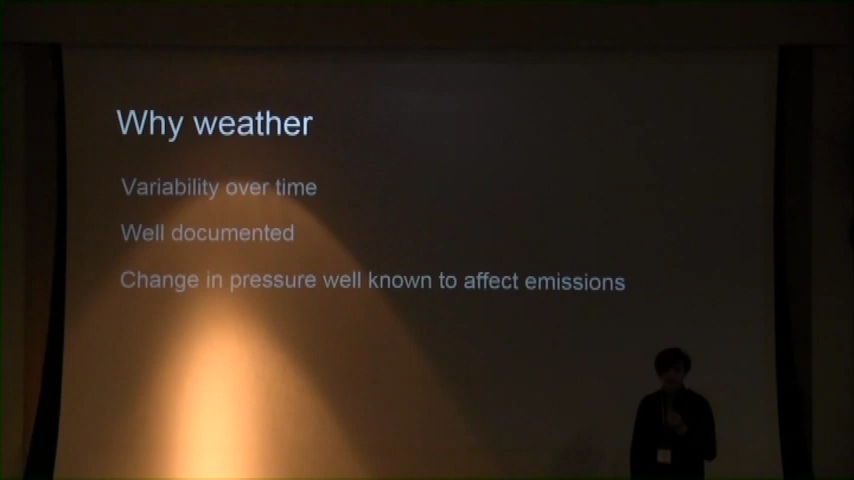 Why weather
Variability over time
Well documented
Change in pressure well known to affect emissions